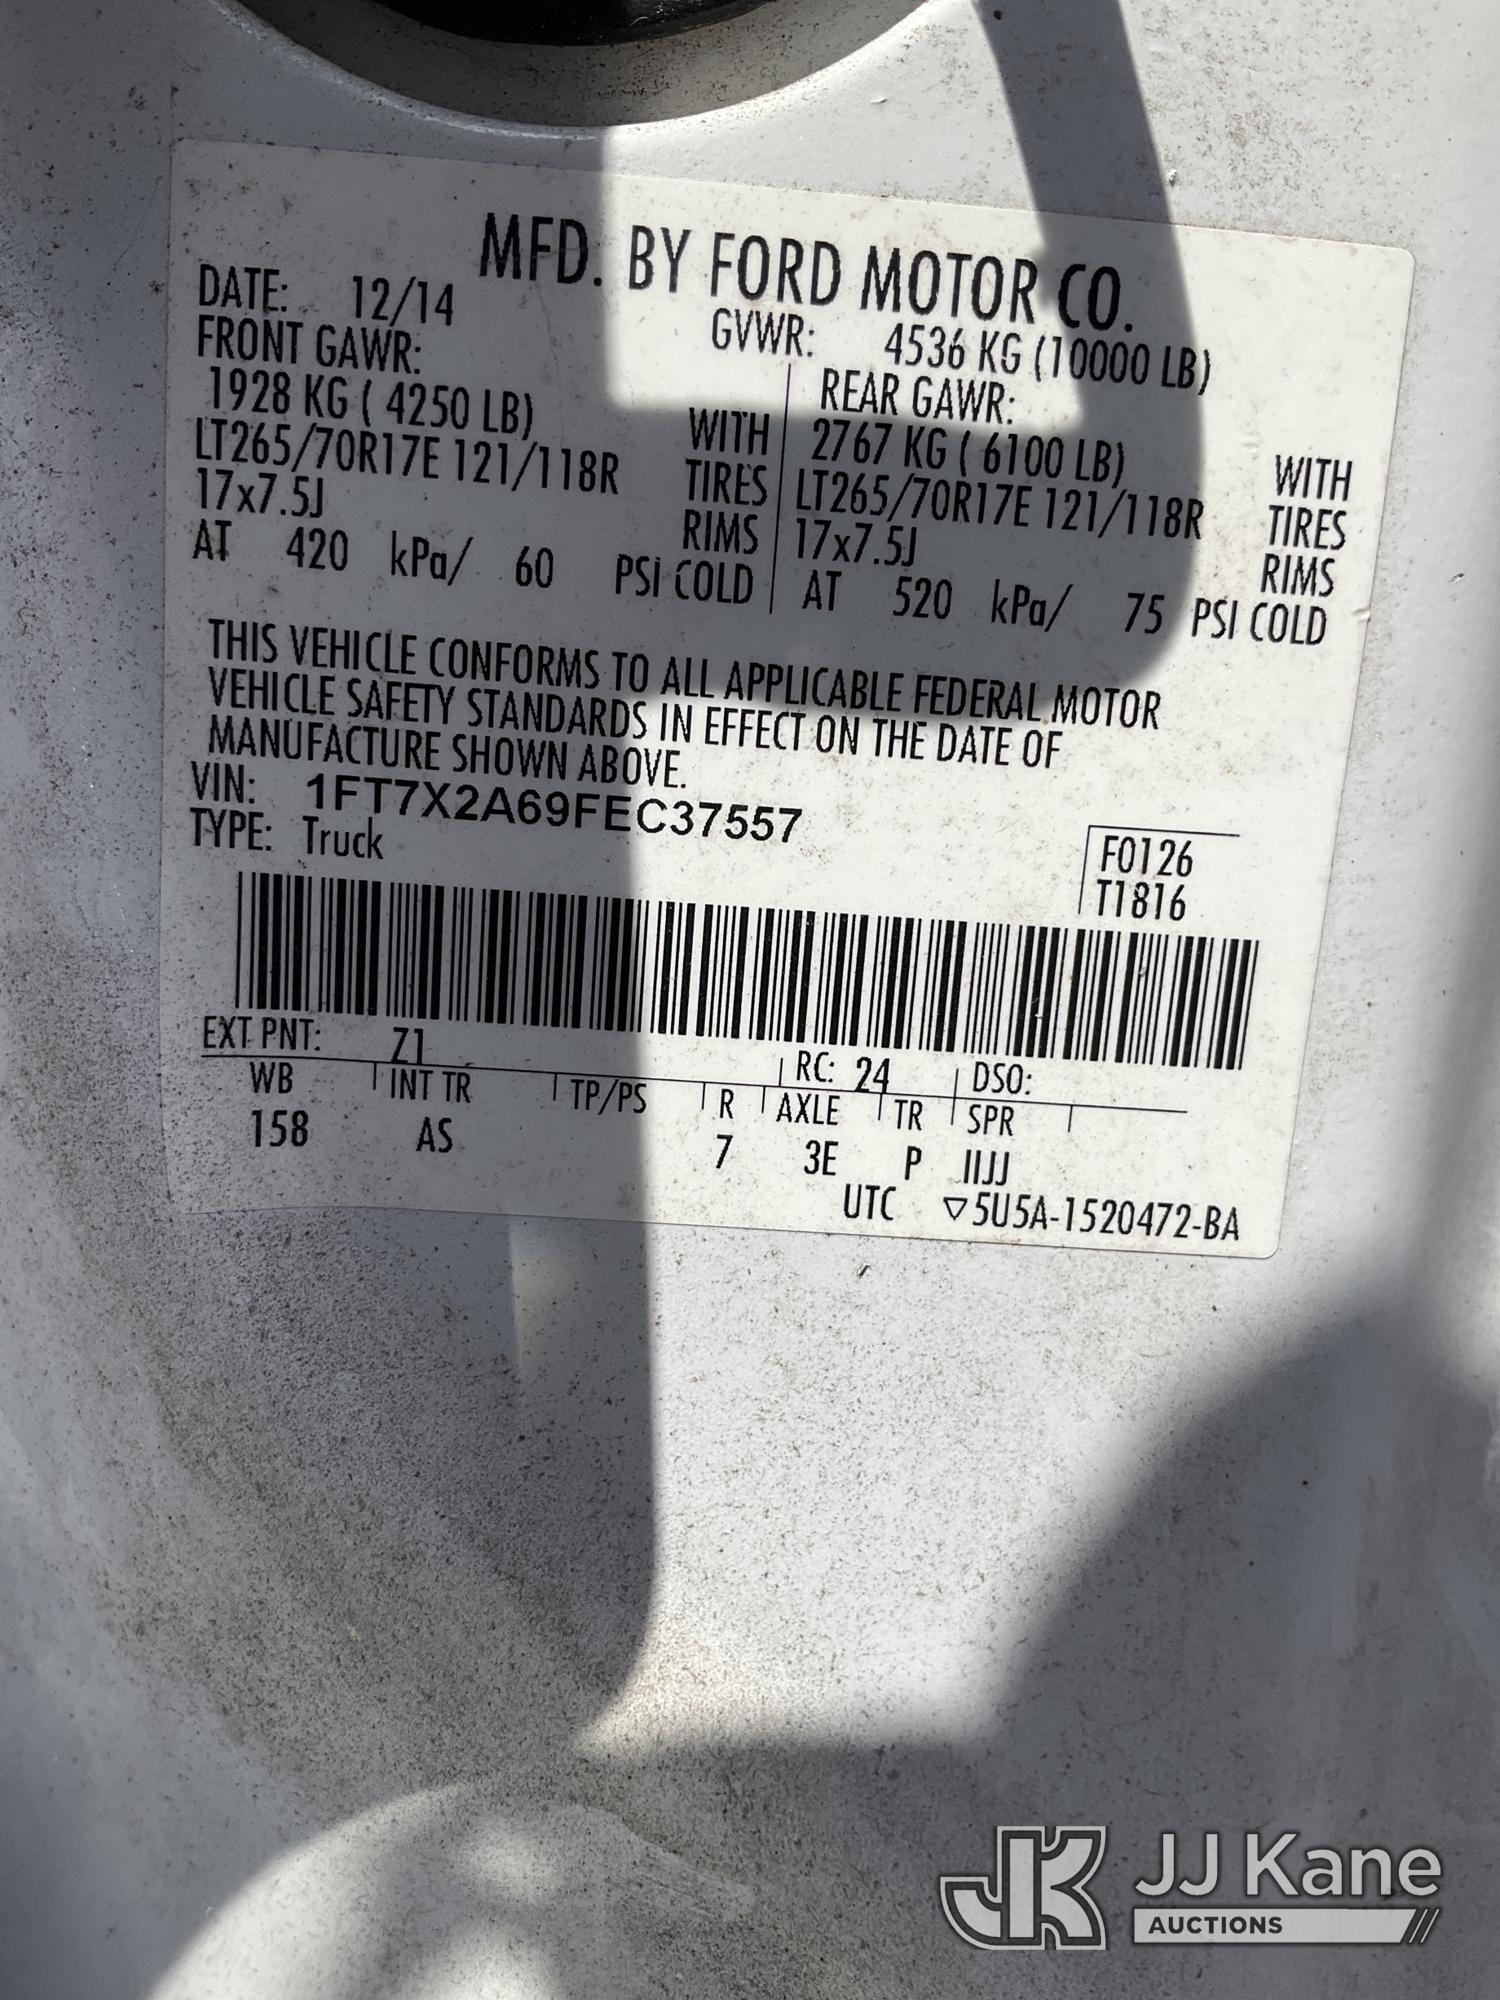 MFD. BY FORD MOTOR CO.
DATE: 12/14 GVWR: 4536 KG (10000 LB)
FRONT GAWR: REAR GAWR:
1928 KG ( 4250 LB) WITH 2767 KG ( 6100 LB) WITH
LT265/70R17E 121/118R TIRES LT265/70R17E 121/118R TIRES
17x7.5J RIMS 17x7.5J RIMS
AT 420 kPa/ 60 PSI COLD AT 520 kPa/ 75 PSI COLD
THIS VEHICLE CONFORMS TO ALL APPLICABLE FEDERAL MOTOR
VEHICLE SAFETY STANDARDS IN EFFECT ON THE DATE OF
MANUFACTURE SHOWN ABOVE.
VIN: 1FT7X2A69FEC37557
TYPE: Truck F0126
T1816
EXT PNT: Z1 RC: 24 DSO:
WB INT TR TP/PS R AXLE TR SPR
158 AS 7 3E P IIJJ
UTC ▽5U5A-1520472-BA
JK JJ Kane
AUCTIONS